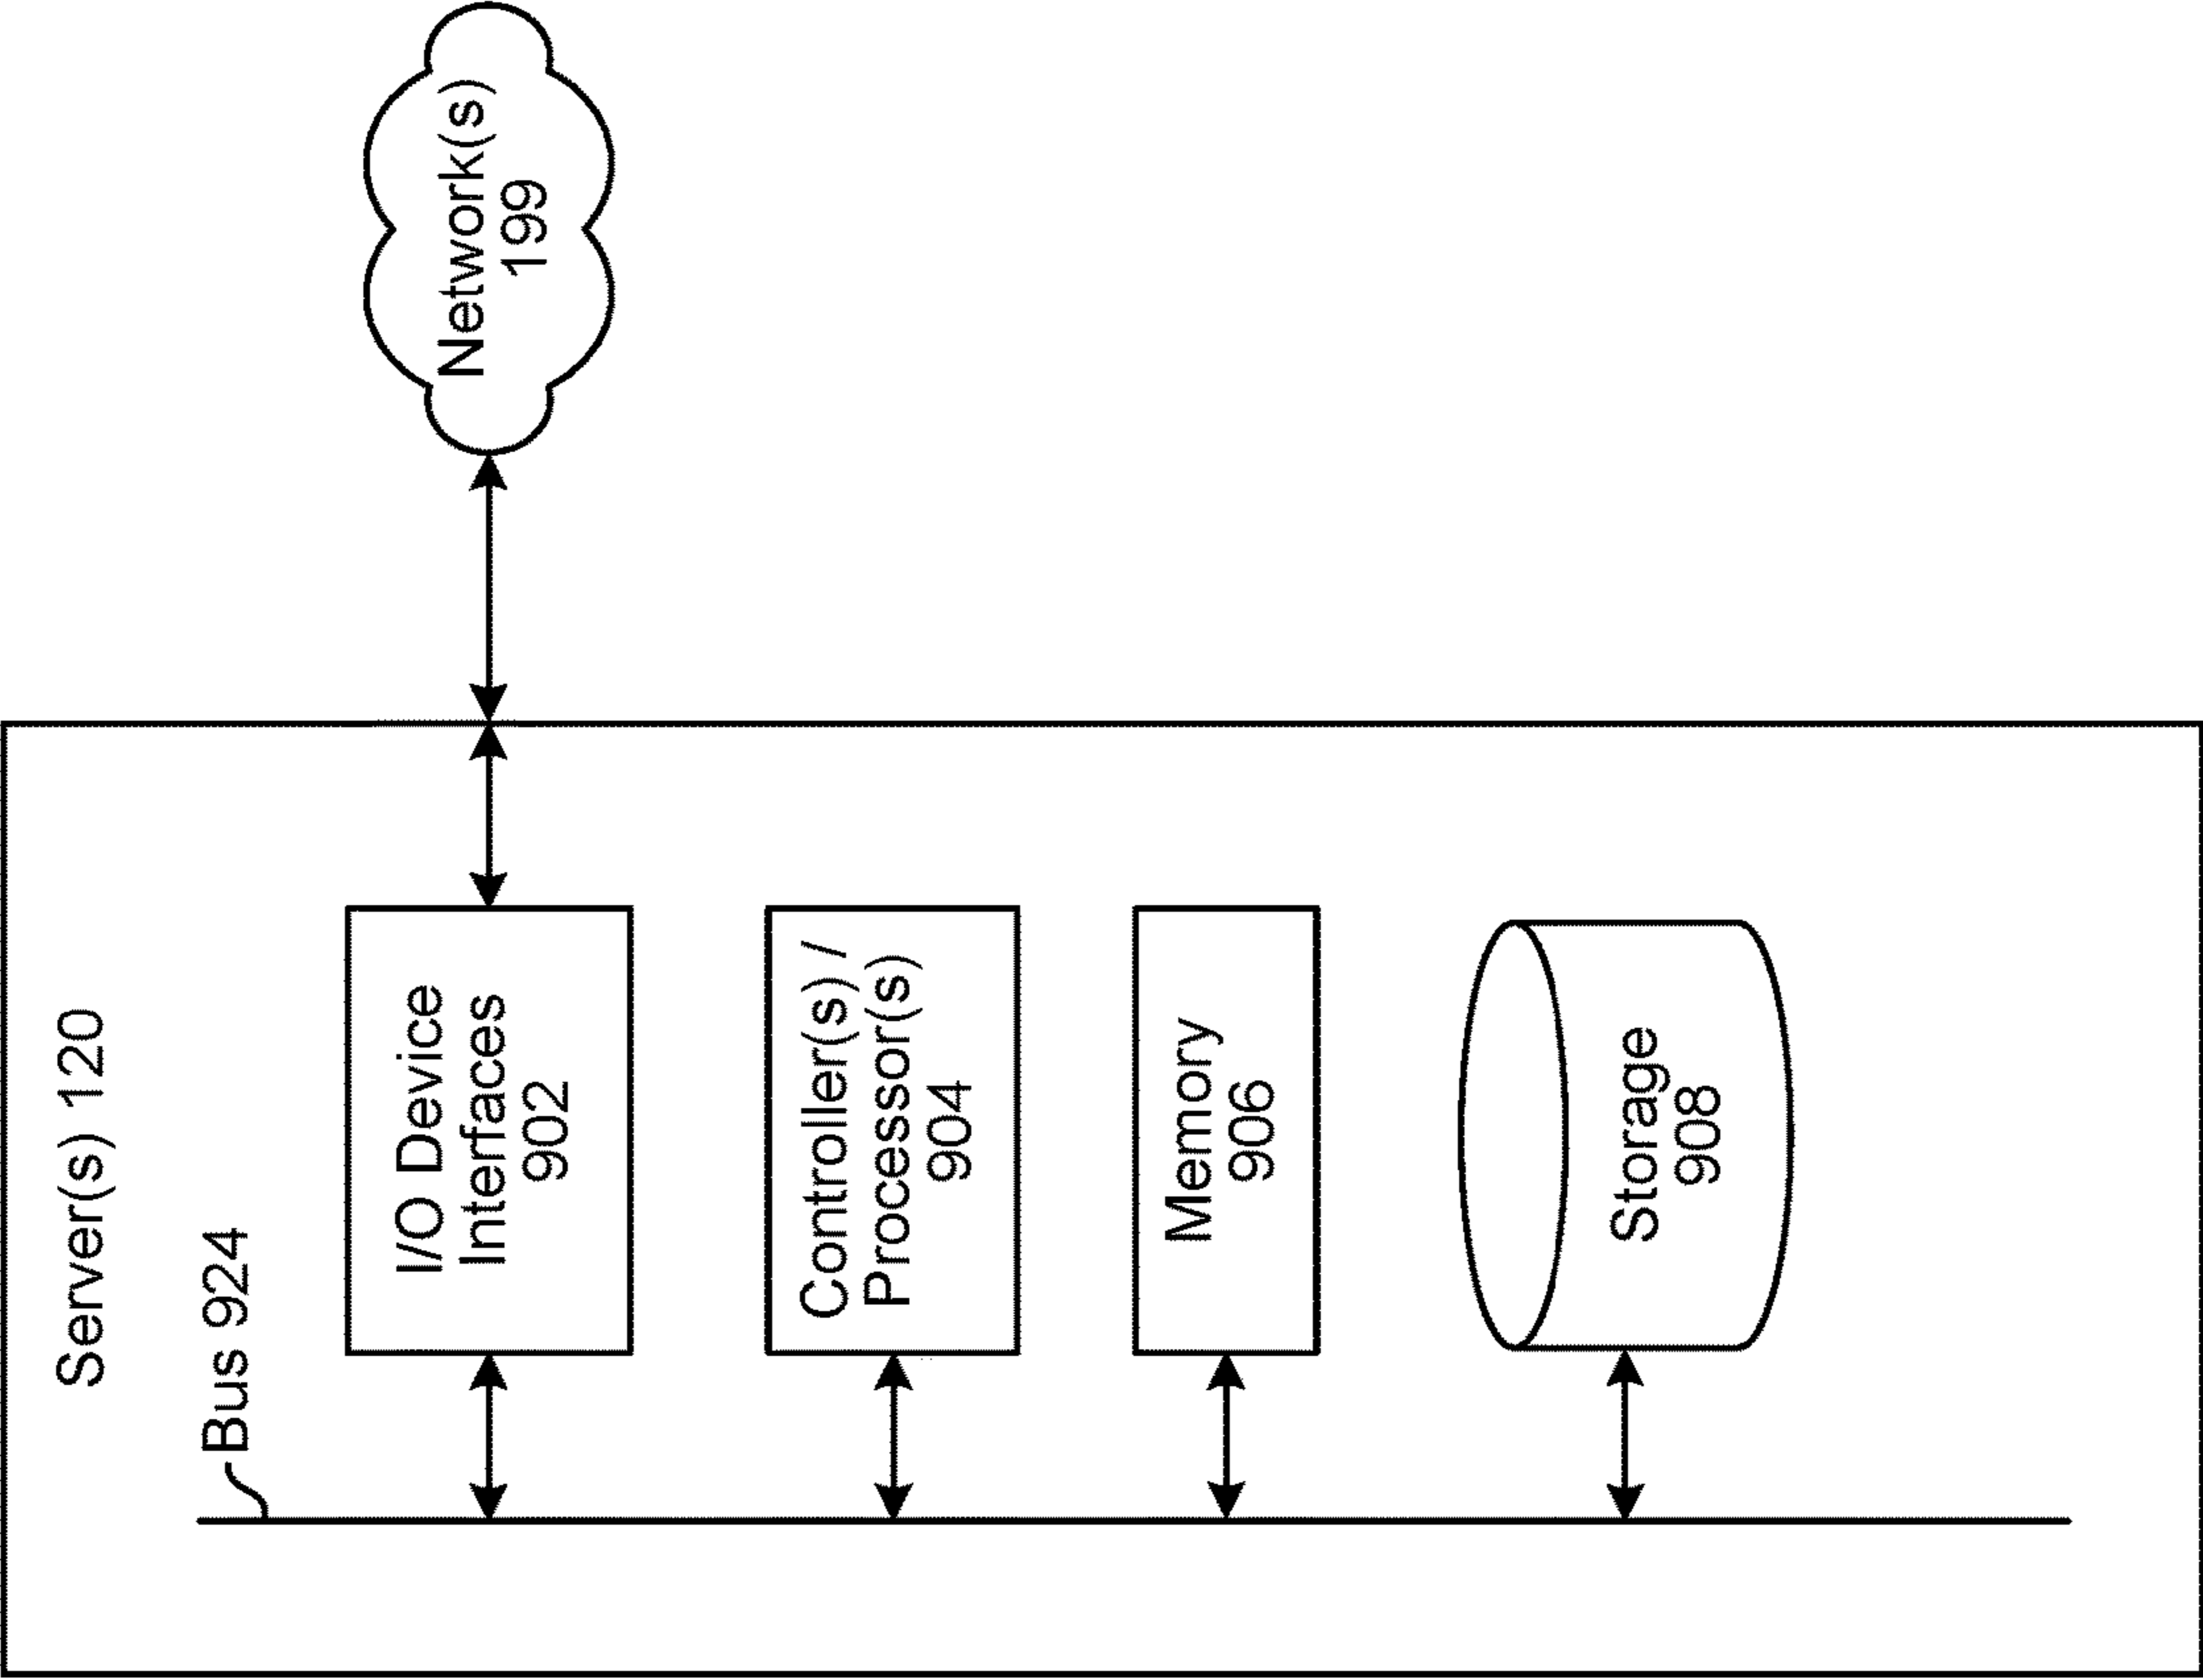 Server(s) 120
Bus 924
I/O Device
Interfaces
902
Network(s)
199
Controller(s) /
Processor(s)
904
Memory
906
Storage
908